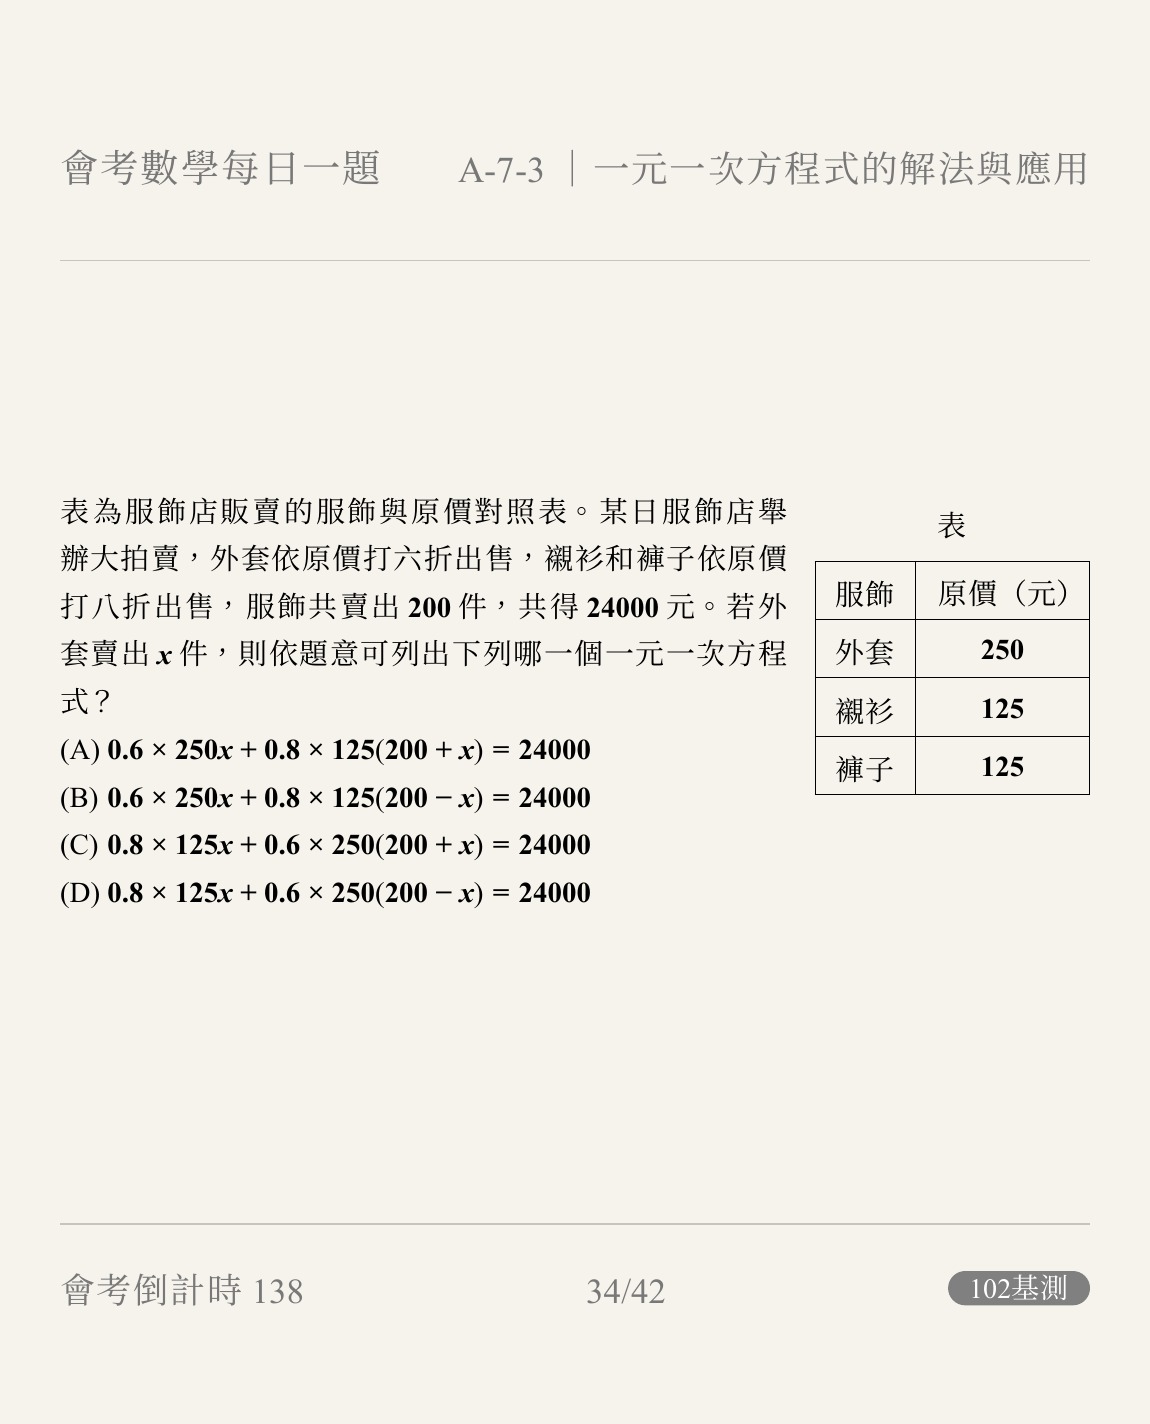 會考數學每日一題
A-7-3｜一元一次方程式的解法與應用
表為服飾店販賣的服飾與原價對照表。某日服飾店舉
辦大拍賣，外套依原價打六折出售，襯衫和褲子依原價
打八折出售，服飾共賣出 200 件，共得 24000 元。若外
套賣出 x 件，則依題意可列出下列哪一個一元一次方程
式？
(A) 0.6 × 250x + 0.8 × 125(200 + x) = 24000
(B) 0.6 × 250x + 0.8 × 125(200 − x) = 24000
(C) 0.8 × 125x + 0.6 × 250(200 + x) = 24000
(D) 0.8 × 125x + 0.6 × 250(200 − x) = 24000
表
服飾 原價（元）
外套 250
襯衫 125
褲子 125
會考倒計時 138
34/42
102基測